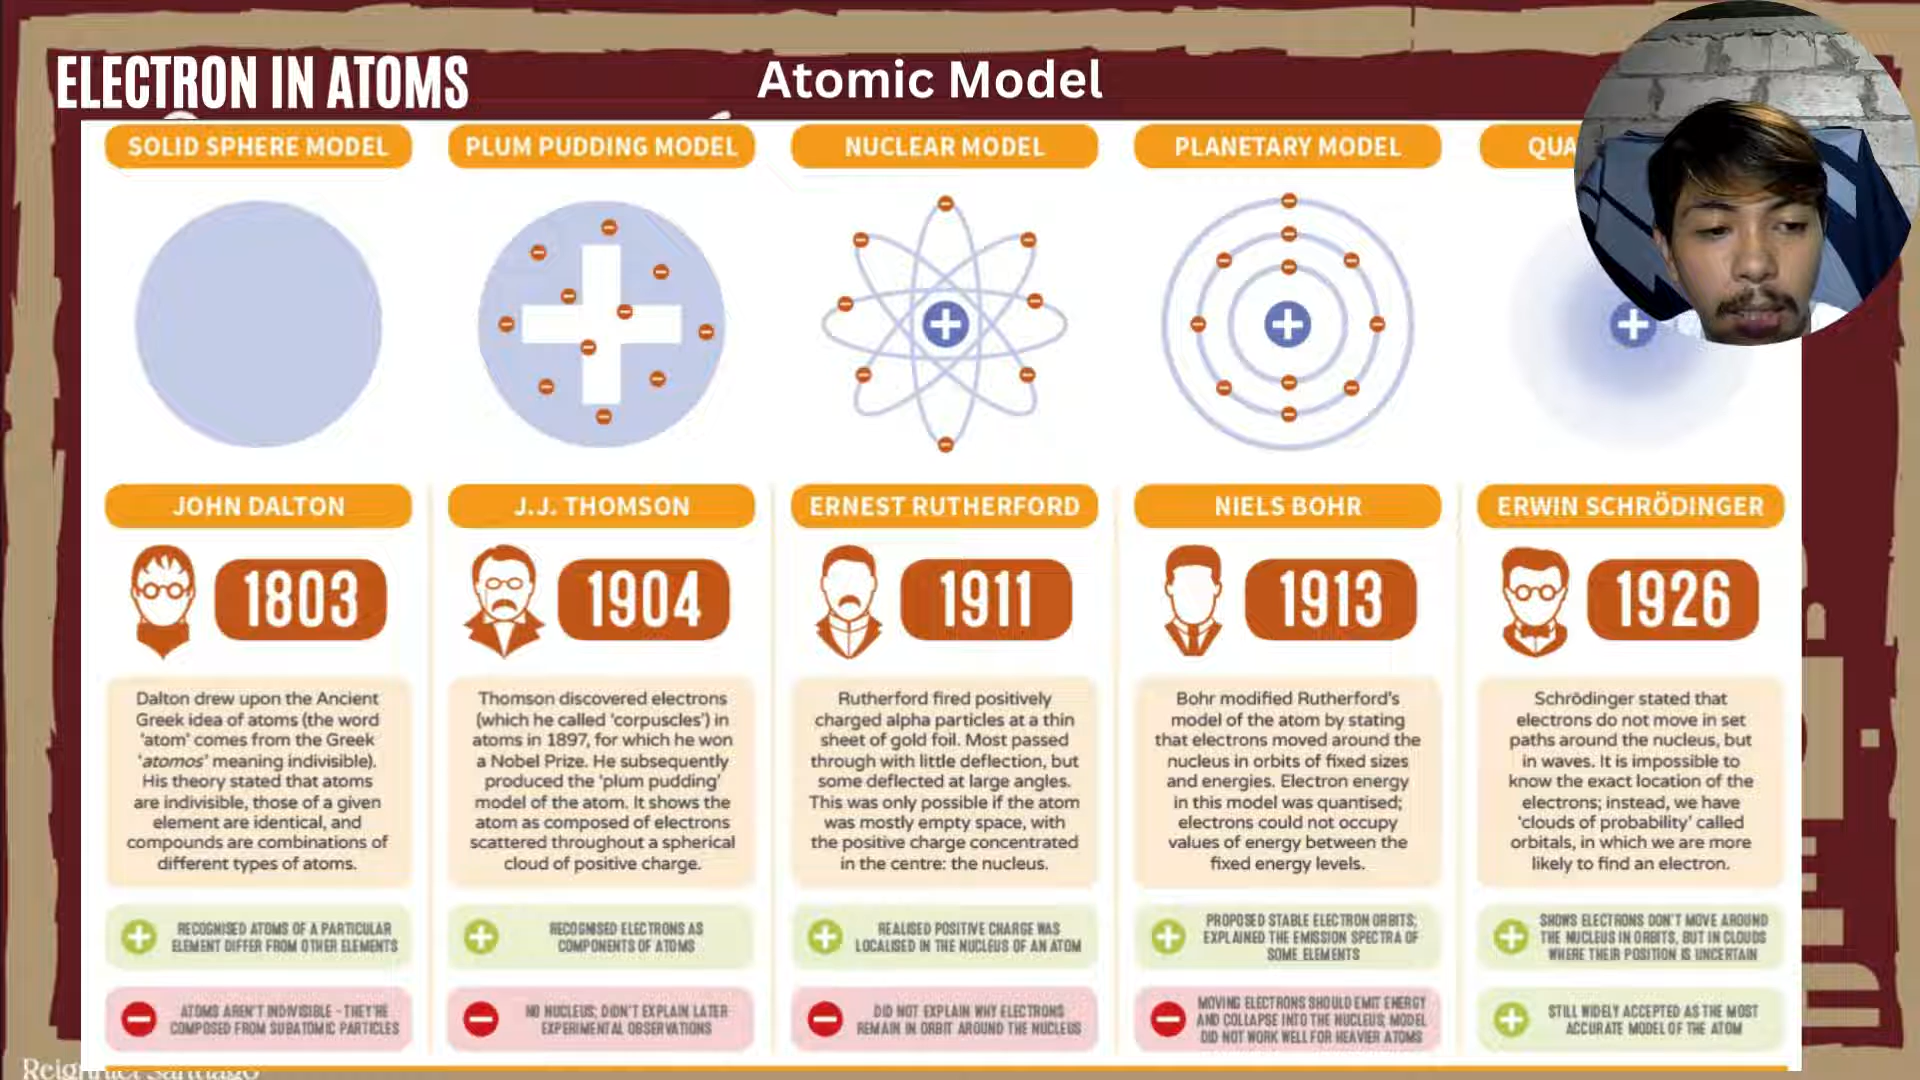 ELECTRON IN ATOMS
Atomic Model
SOLID SPHERE MODEL
PLUM PUDDING MODEL
NUCLEAR MODEL
PLANETARY MODEL
QUA
JOHN DALTON
J.J. THOMSON
ERNEST RUTHERFORD
NIELS BOHR
ERWIN SCHRÖDINGER
1803
1904
1911
1913
1926
Dalton drew upon the Ancient
Greek idea of atoms (the word
'atom' comes from the Greek
'atomos' meaning indivisible).
His theory stated that atoms
are indivisible, those of a given
element are identical, and
compounds are combinations of
different types of atoms.
Thomson discovered electrons
(which he called 'corpuscles') in
atoms in 1897, for which he won
a Nobel Prize. He subsequently
produced the 'plum pudding'
model of the atom. It shows the
atom as composed of electrons
scattered throughout a spherical
cloud of positive charge.
Rutherford fired positively
charged alpha particles at a thin
sheet of gold foil. Most passed
through with little deflection, but
some deflected at large angles.
This was only possible if the atom
was mostly empty space, with
the positive charge concentrated
in the centre: the nucleus.
Bohr modified Rutherford's
model of the atom by stating
that electrons moved around the
nucleus in orbits of fixed sizes
and energies. Electron energy
in this model was quantised;
electrons could not occupy
values of energy between the
fixed energy levels.
Schrödinger stated that
electrons do not move in set
paths around the nucleus, but
in waves. It is impossible to
know the exact location of the
electrons; instead, we have
'clouds of probability' called
orbitals, in which we are more
likely to find an electron.
RECOGNISED ATOMS OF A PARTICULAR
ELEMENT DIFFER FROM OTHER ELEMENTS
RECOGNISED ELECTRONS AS
COMPONENTS OF ATOMS
REALISED POSITIVE CHARGE WAS
LOCALISED IN THE NUCLEUS OF AN ATOM
PROPOSED STABLE ELECTRON ORBITS;
EXPLAINED THE EMISSION SPECTRA OF
SOME ELEMENTS
SHOWS ELECTRONS DON'T MOVE AROUND
THE NUCLEUS IN ORBITS, BUT IN CLOUDS
WHERE THEIR POSITION IS UNCERTAIN
ATOMS AREN'T INDIVISIBLE - THEY'RE
COMPOSED FROM SUBATOMIC PARTICLES
NO NUCLEUS; DIDN'T EXPLAIN LATER
EXPERIMENTAL OBSERVATIONS
DID NOT EXPLAIN WHY ELECTRONS
REMAIN IN ORBIT AROUND THE NUCLEUS
MOVING ELECTRONS SHOULD EMIT ENERGY
AND COLLAPSE INTO THE NUCLEUS; MODEL
DID NOT WORK WELL FOR HEAVIER ATOMS
STILL WIDELY ACCEPTED AS THE MOST
ACCURATE MODEL OF THE ATOM